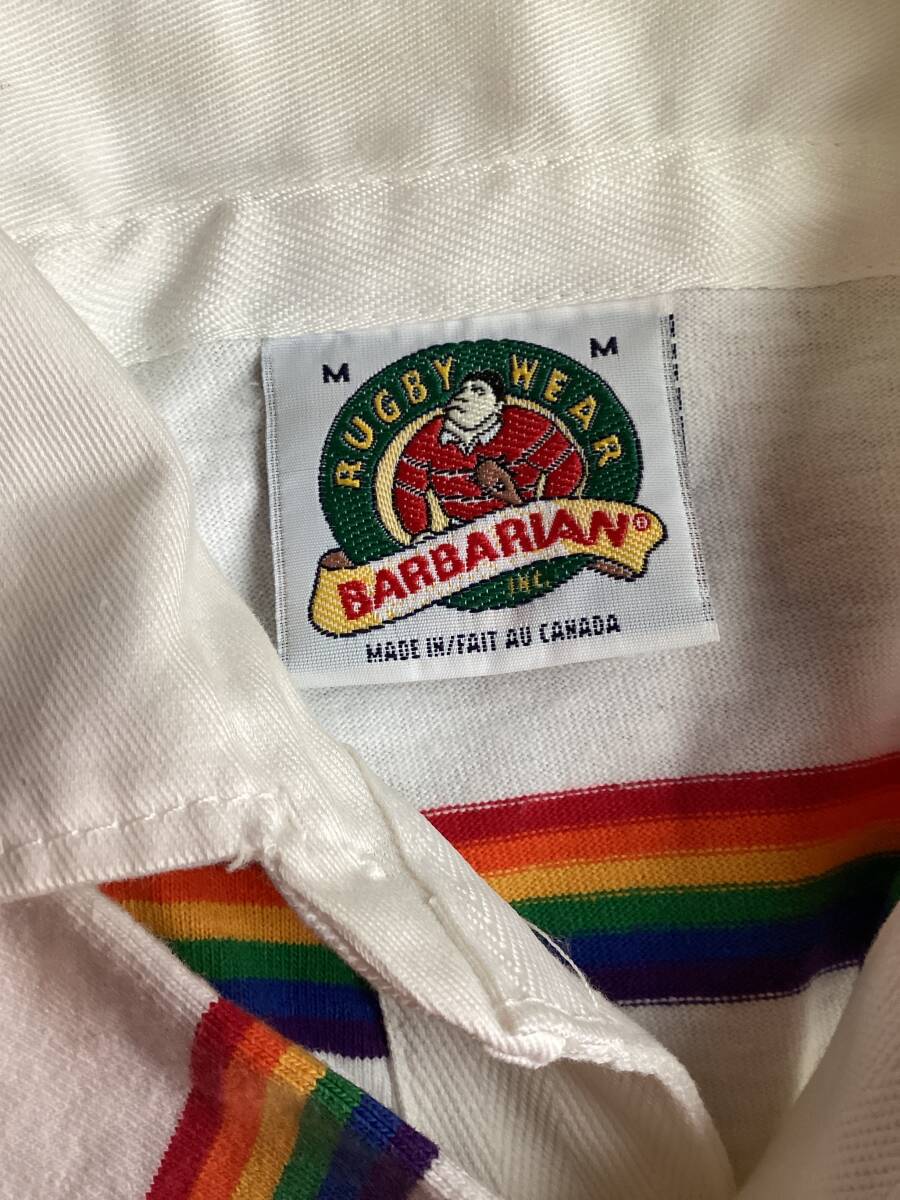 M M
RUGBY WEAR
BARBARIAN®
INC.
MADE IN/FAIT AU CANADA